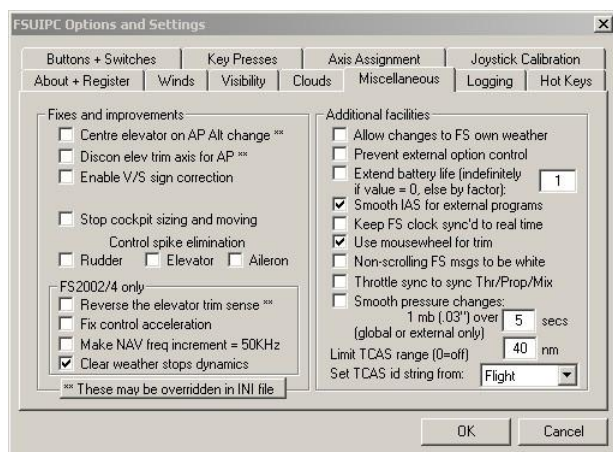 FSUIPC Options and Settings
Buttons + Switches Key Presses Axis Assignment Joystick Calibration
About + Register Winds Visibility Clouds Miscellaneous Logging Hot Keys
Fixes and improvements
Centre elevator on AP Alt change **
Discon elev trim axis for AP **
Enable V/S sign correction
Stop cockpit sizing and moving
Control spike elimination
Rudder Elevator Aileron
FS2002/4 only
Reverse the elevator trim sense **
Fix control acceleration
Make NAV freq increment = 50KHz
Clear weather stops dynamics
** These may be overridden in INI file
Additional facilities
Allow changes to FS own weather
Prevent external option control
Extend battery life (indefinitely
if value = 0, else by factor): 1
Smooth IAS for external programs
Keep FS clock sync'd to real time
Use mousewheel for trim
Non-scrolling FS msgs to be white
Throttle sync to sync Thr/Prop/Mix
Smooth pressure changes:
1 mb (.03") over 5 secs
(global or external only)
Limit TCAS range (0=off) 40 nm
Set TCAS id string from: Flight
OK Cancel